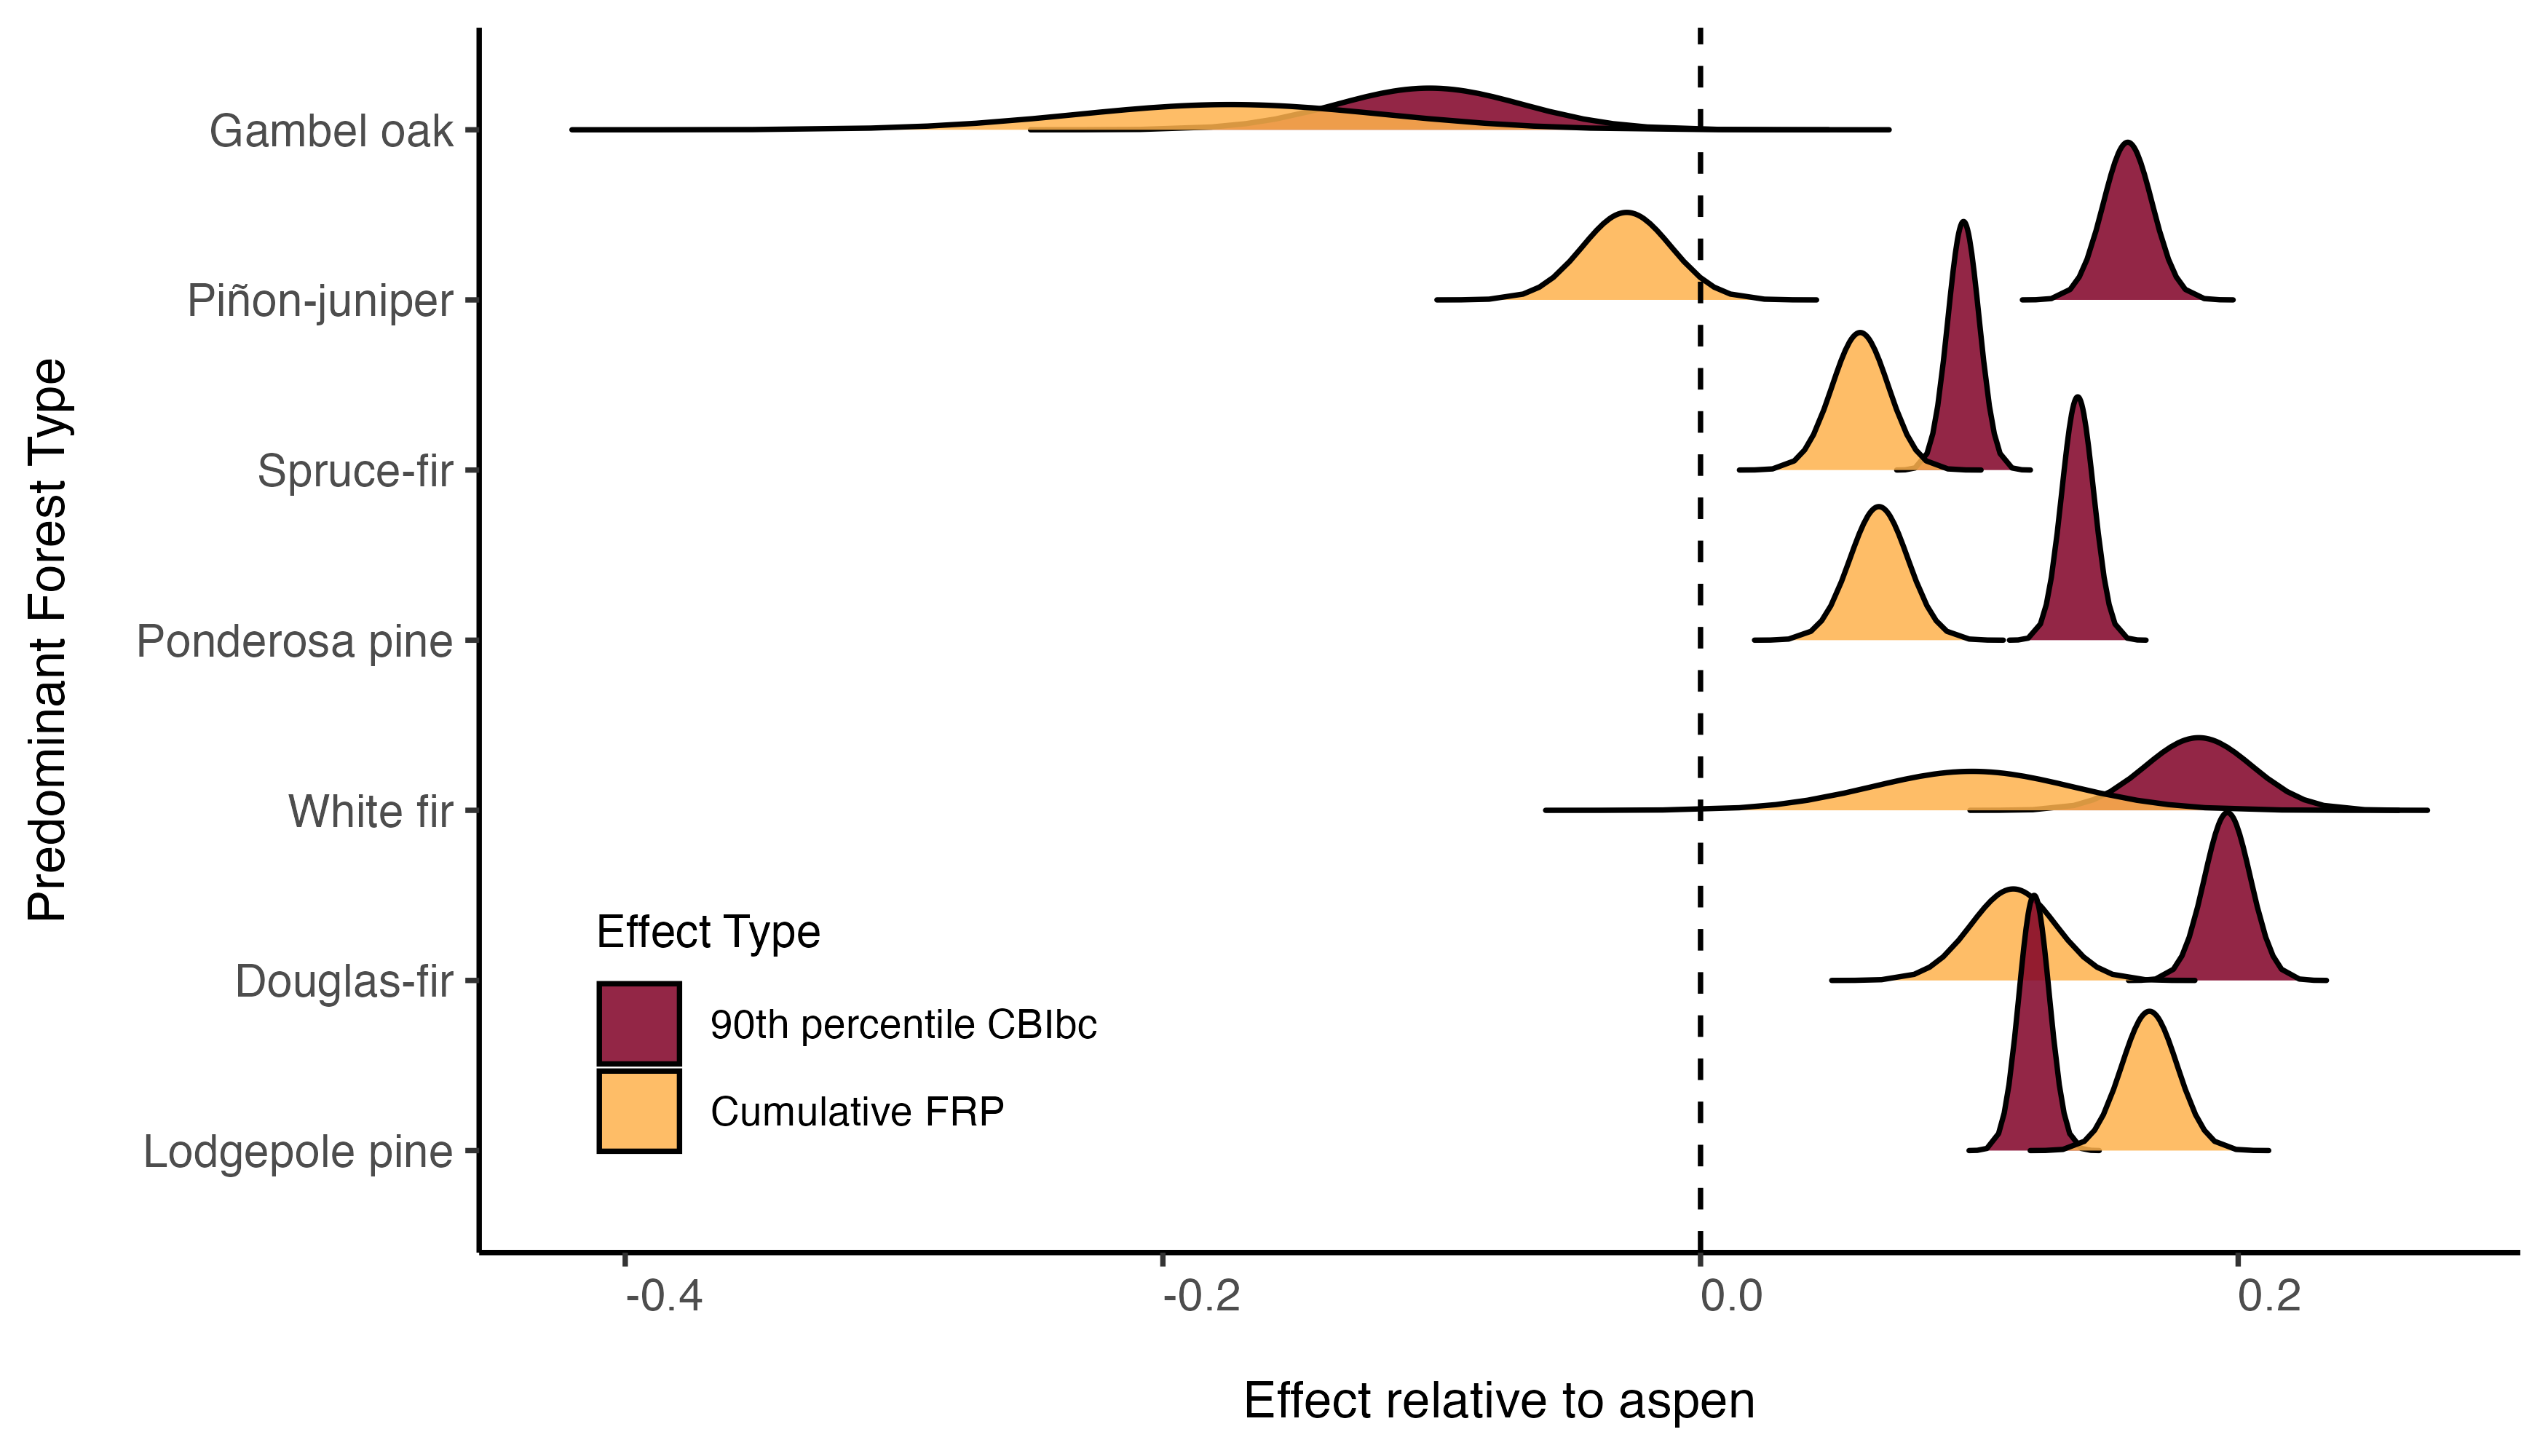 Predominant Forest Type
Gambel oak
Piñon-juniper
Spruce-fir
Ponderosa pine
White fir
Douglas-fir
Lodgepole pine
Effect Type
90th percentile CBIbc
Cumulative FRP
-0.4
-0.2
0.0
0.2
Effect relative to aspen